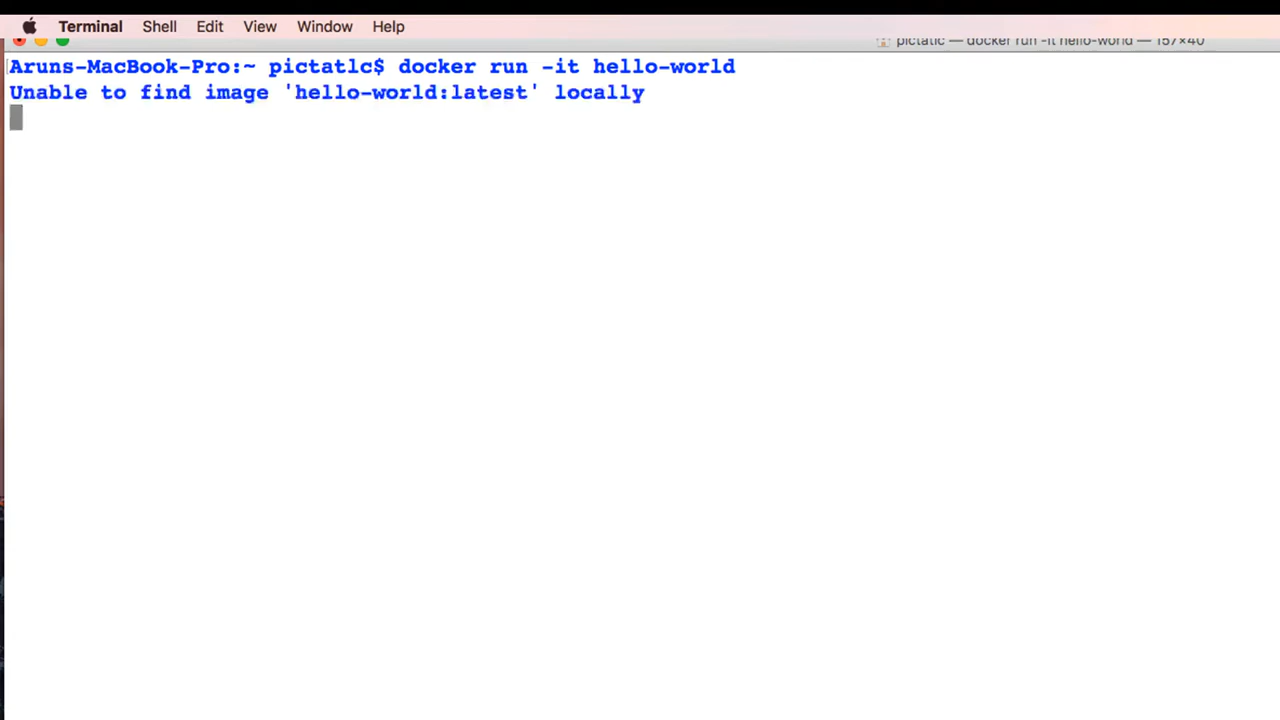 Terminal Shell Edit View Window Help
pictatlc — docker run -it hello-world — 157×40
Aruns-MacBook-Pro:~ pictatlc$ docker run -it hello-world
Unable to find image 'hello-world:latest' locally